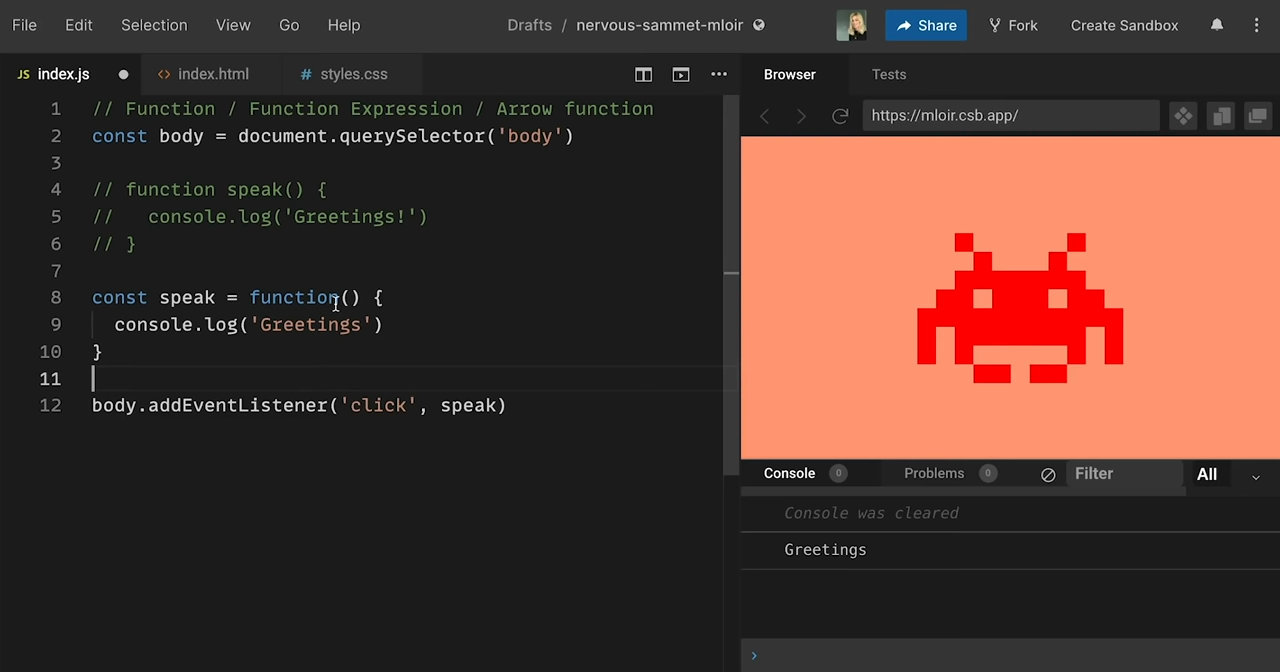 File Edit Selection View Go Help Drafts / nervous-sammet-mloir Share Fork Create Sandbox
JS index.js <> index.html # styles.css Browser Tests
https://mloir.csb.app/
1 // Function / Function Expression / Arrow function
2 const body = document.querySelector('body')
3
4 // function speak() {
5 //   console.log('Greetings!')
6 // }
7
8 const speak = function() {
9   console.log('Greetings')
10 }
11
12 body.addEventListener('click', speak)
Console 0 Problems 0 Filter All
Console was cleared
Greetings
›